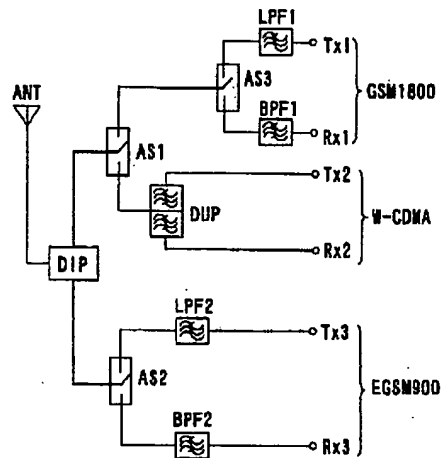 LPF1
Tx1
AS3
GSM1800
BPF1
Rx1
ANT
AS1
Tx2
DUP
W-CDMA
Rx2
DIP
LPF2
Tx3
AS2
EGSM900
BPF2
Rx3